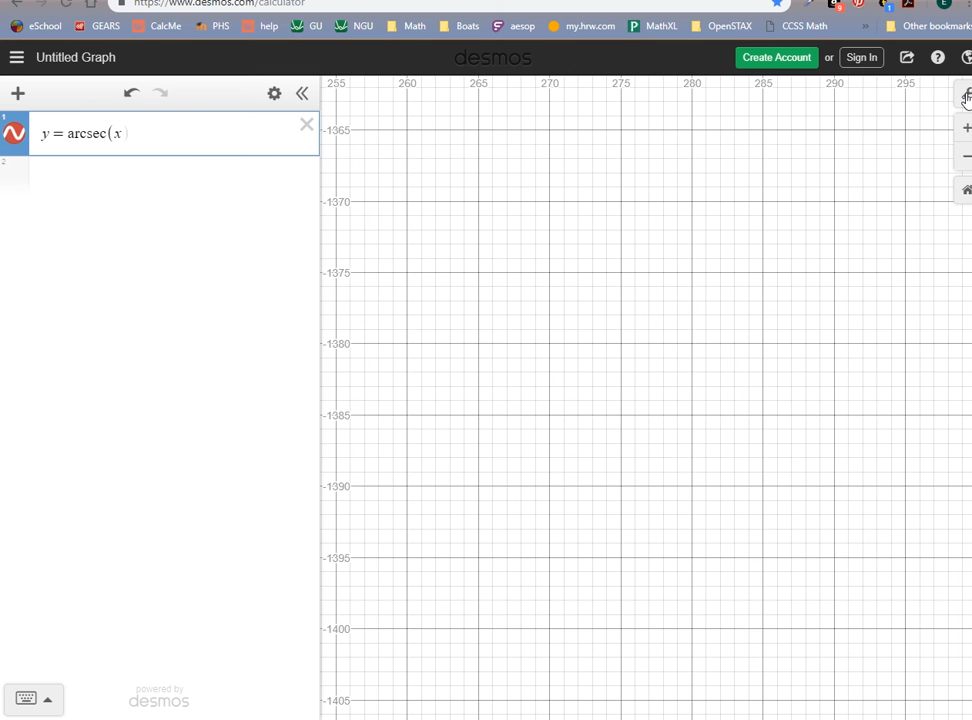 https://www.desmos.com/calculator
eSchool GEARS CalcMe PHS help GU NGU Math Boats aesop my.hrw.com MathXL OpenSTAX CCSS Math » Other bookmarks
Untitled Graph desmos Create Account or Sign In
1
y = arcsec(x)
2
255 260 265 270 275 280 285 290 295
-1365
-1370
-1375
-1380
-1385
-1390
-1395
-1400
-1405
powered by
desmos